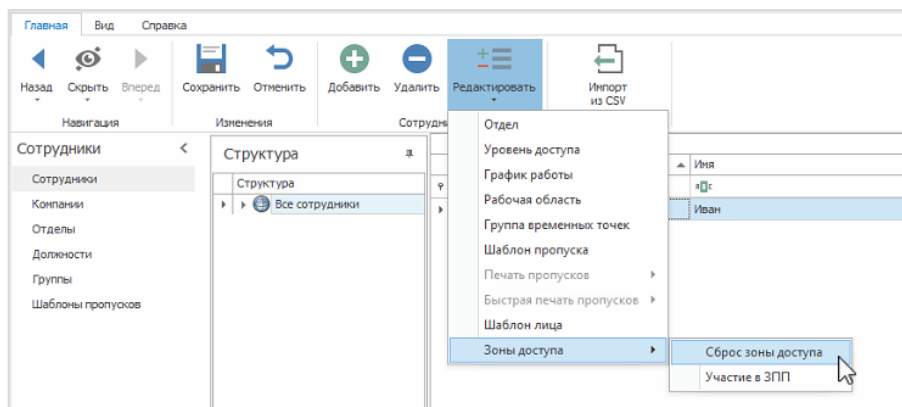 Главная Вид Справка
Назад Скрыть Вперед Сохранить Отменить Добавить Удалить Редактировать Импорт
из CSV
Навигация Изменения
Сотрудники
Сотрудники
Компании
Отделы
Должности
Группы
Шаблоны пропусков
Структура
Структура
Все сотрудники
Отдел
Уровень доступа
График работы
Рабочая область
Группа временных точек
Шаблон пропуска
Печать пропусков
Быстрая печать пропусков
Шаблон лица
Зоны доступа
Сброс зоны доступа
Участие в ЗПП
Имя
Иван